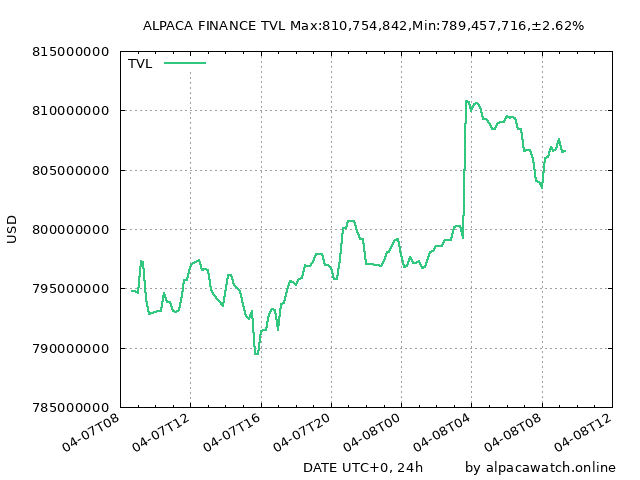 ALPACA FINANCE TVL Max:810,754,842,Min:789,457,716,±2.62%
815000000
TVL
810000000
805000000
800000000
USD
795000000
790000000
785000000
04-07T08 04-07T12 04-07T16 04-07T20 04-08T00 04-08T04 04-08T08 04-08T12
DATE UTC+0, 24h by alpacawatch.online